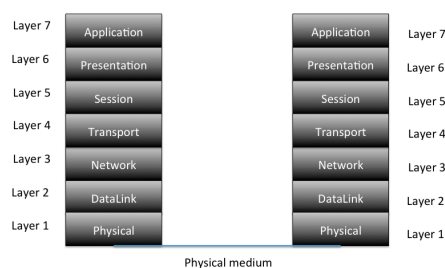 Layer 7 Application Application Layer 7
Layer 6 Presentation Presentation Layer 6
Layer 5 Session Session Layer 5
Layer 4 Transport Transport Layer 4
Layer 3 Network Network Layer 3
Layer 2 DataLink DataLink Layer 2
Layer 1 Physical Physical Layer 1
Physical medium